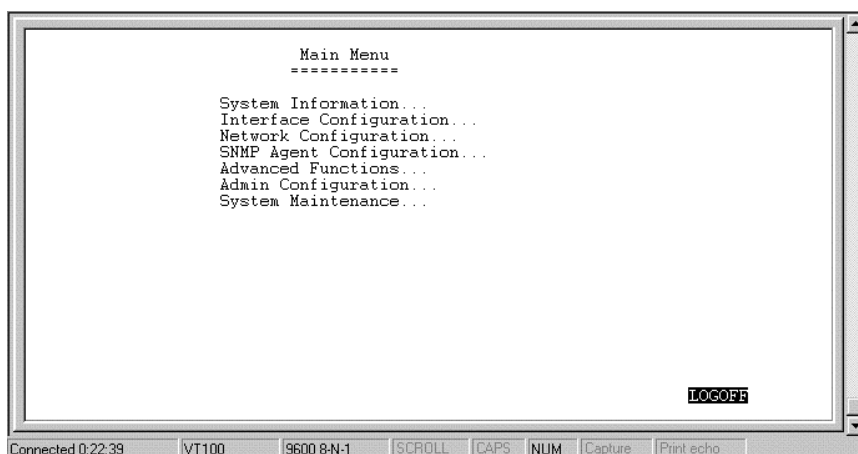 Main Menu
===========
System Information...
Interface Configuration...
Network Configuration...
SNMP Agent Configuration...
Advanced Functions...
Admin Configuration...
System Maintenance...
LOGOFF
Connected 0:22:39 VT100 9600 8-N-1 SCROLL CAPS NUM Capture Print echo